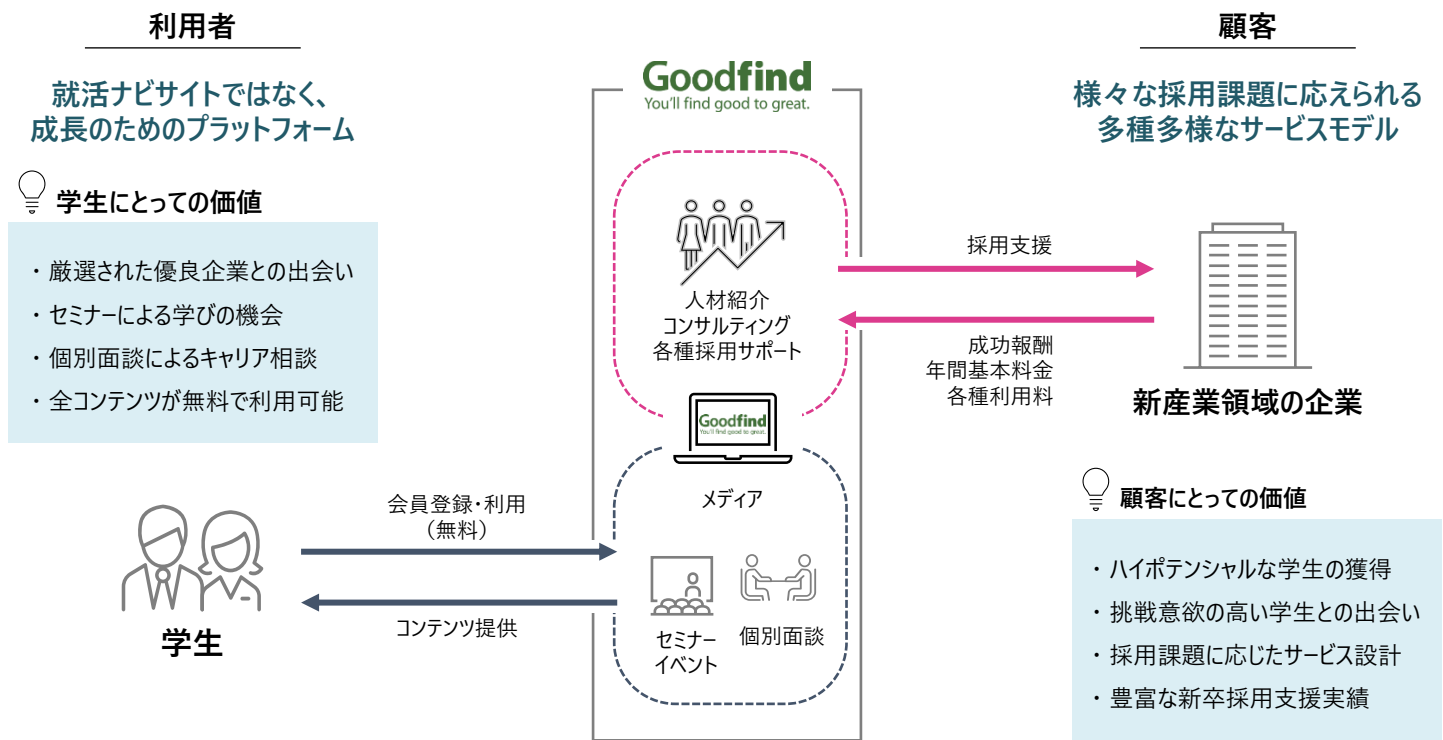 利用者
就活ナビサイトではなく、
成長のためのプラットフォーム
学生にとっての価値
・厳選された優良企業との出会い
・セミナーによる学びの機会
・個別面談によるキャリア相談
・全コンテンツが無料で利用可能
学生
会員登録・利用
（無料）
コンテンツ提供
Goodfind
You'll find good to great.
人材紹介
コンサルティング
各種採用サポート
Goodfind
You'll find good to great.
メディア
セミナー
イベント
個別面談
採用支援
成功報酬
年間基本料金
各種利用料
顧客
様々な採用課題に応えられる
多種多様なサービスモデル
新産業領域の企業
顧客にとっての価値
・ハイポテンシャルな学生の獲得
・挑戦意欲の高い学生との出会い
・採用課題に応じたサービス設計
・豊富な新卒採用支援実績